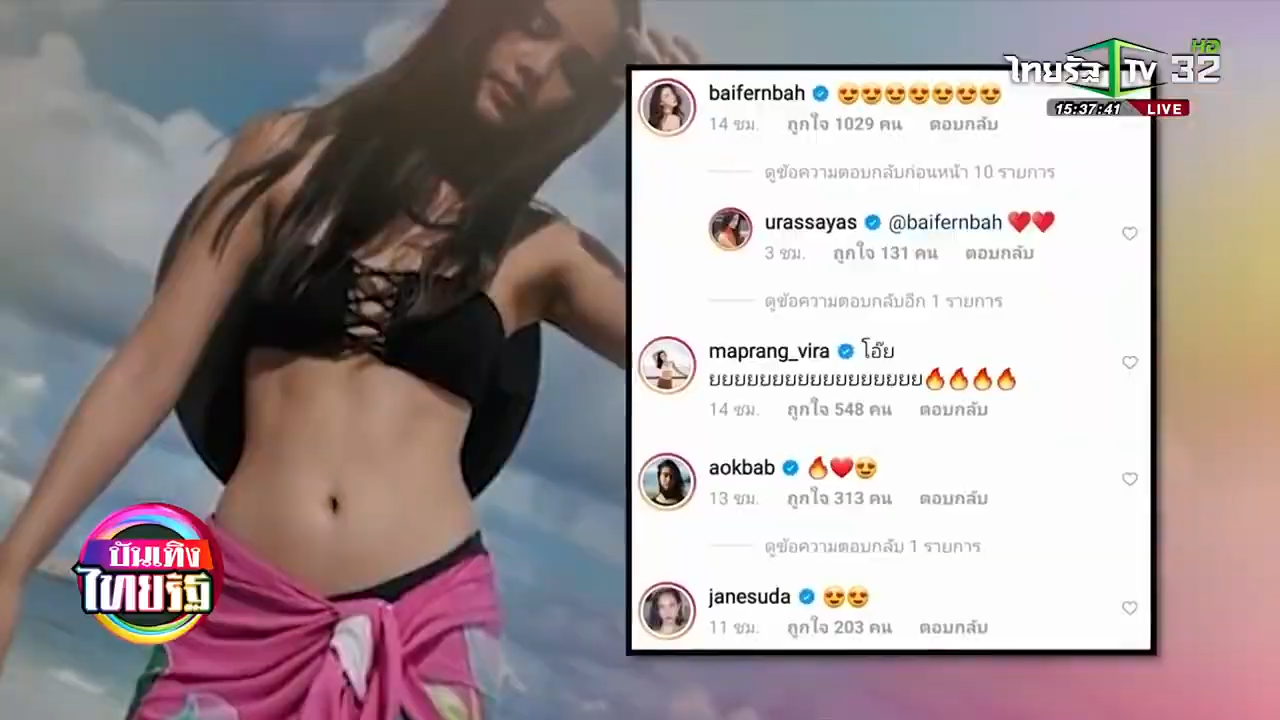 ไทยรัฐ TV 32 HD
15:37:41 LIVE
baifernbah 😍😍😍😍😍😍😍
14 ชม. ถูกใจ 1029 คน ตอบกลับ
ดูข้อความตอบกลับก่อนหน้า 10 รายการ
urassayas @baifernbah ❤️❤️
3 ชม. ถูกใจ 131 คน ตอบกลับ
ดูข้อความตอบกลับอีก 1 รายการ
maprang_vira โอ๊ย
ยยยยยยยยยยยยยยยยย🔥🔥🔥🔥
14 ชม. ถูกใจ 548 คน ตอบกลับ
aokbab 🔥❤️😍
13 ชม. ถูกใจ 313 คน ตอบกลับ
ดูข้อความตอบกลับ 1 รายการ
janesuda 😍😍
11 ชม. ถูกใจ 203 คน ตอบกลับ
บันเทิง
ไทยรัฐ